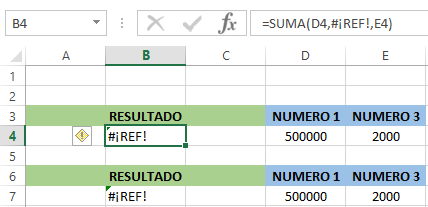 B4 fx =SUMA(D4,#¡REF!,E4)
A B C D E
1
2
3 RESULTADO NUMERO 1 NUMERO 3
4 #¡REF! 500000 2000
5
6 RESULTADO NUMERO 1 NUMERO 3
7 #¡REF! 500000 2000